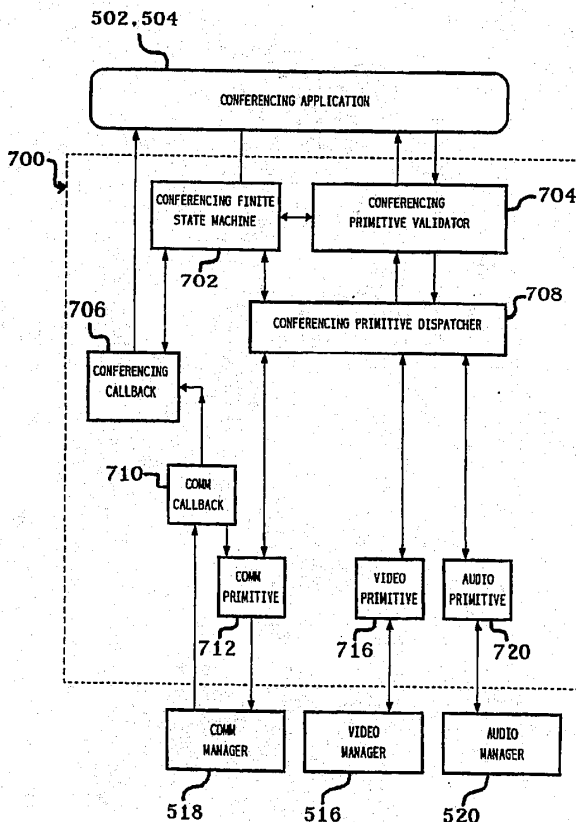 502,504
CONFERENCING APPLICATION
700
CONFERENCING FINITE
STATE MACHINE
702
CONFERENCING
PRIMITIVE VALIDATOR
704
706
CONFERENCING PRIMITIVE DISPATCHER
708
CONFERENCING
CALLBACK
710
COMM
CALLBACK
COMM
PRIMITIVE
712
VIDEO
PRIMITIVE
716
AUDIO
PRIMITIVE
720
COMM
MANAGER
518
VIDEO
MANAGER
516
AUDIO
MANAGER
520